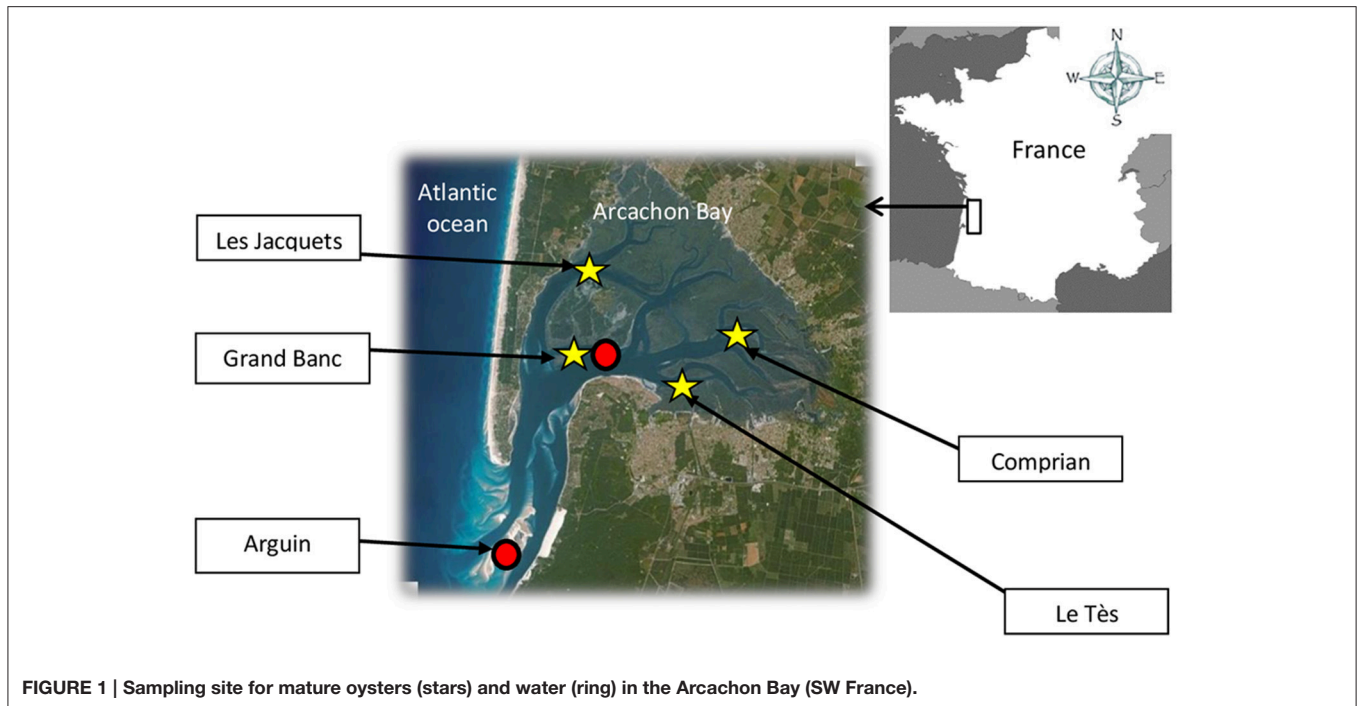 N
W
E
S
France
Atlantic
ocean
Arcachon Bay
Les Jacquets
Grand Banc
Comprian
Arguin
Le Tès
FIGURE 1 | Sampling site for mature oysters (stars) and water (ring) in the Arcachon Bay (SW France).